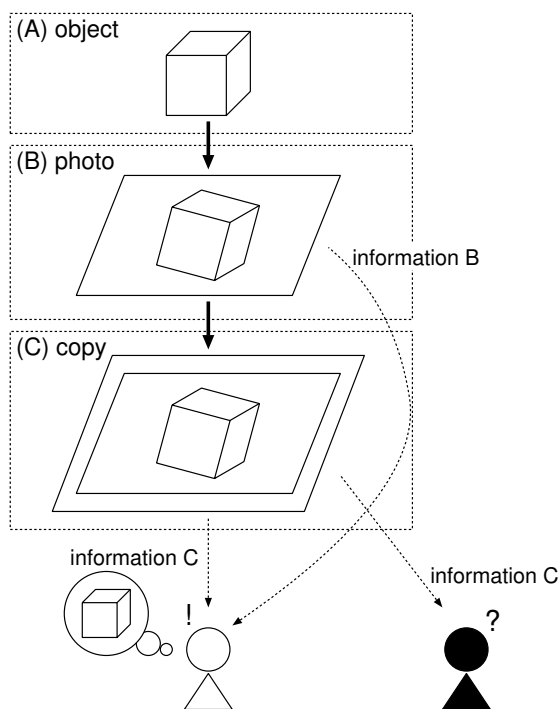 (A) object
(B) photo
information B
(C) copy
information C
information C
!
?